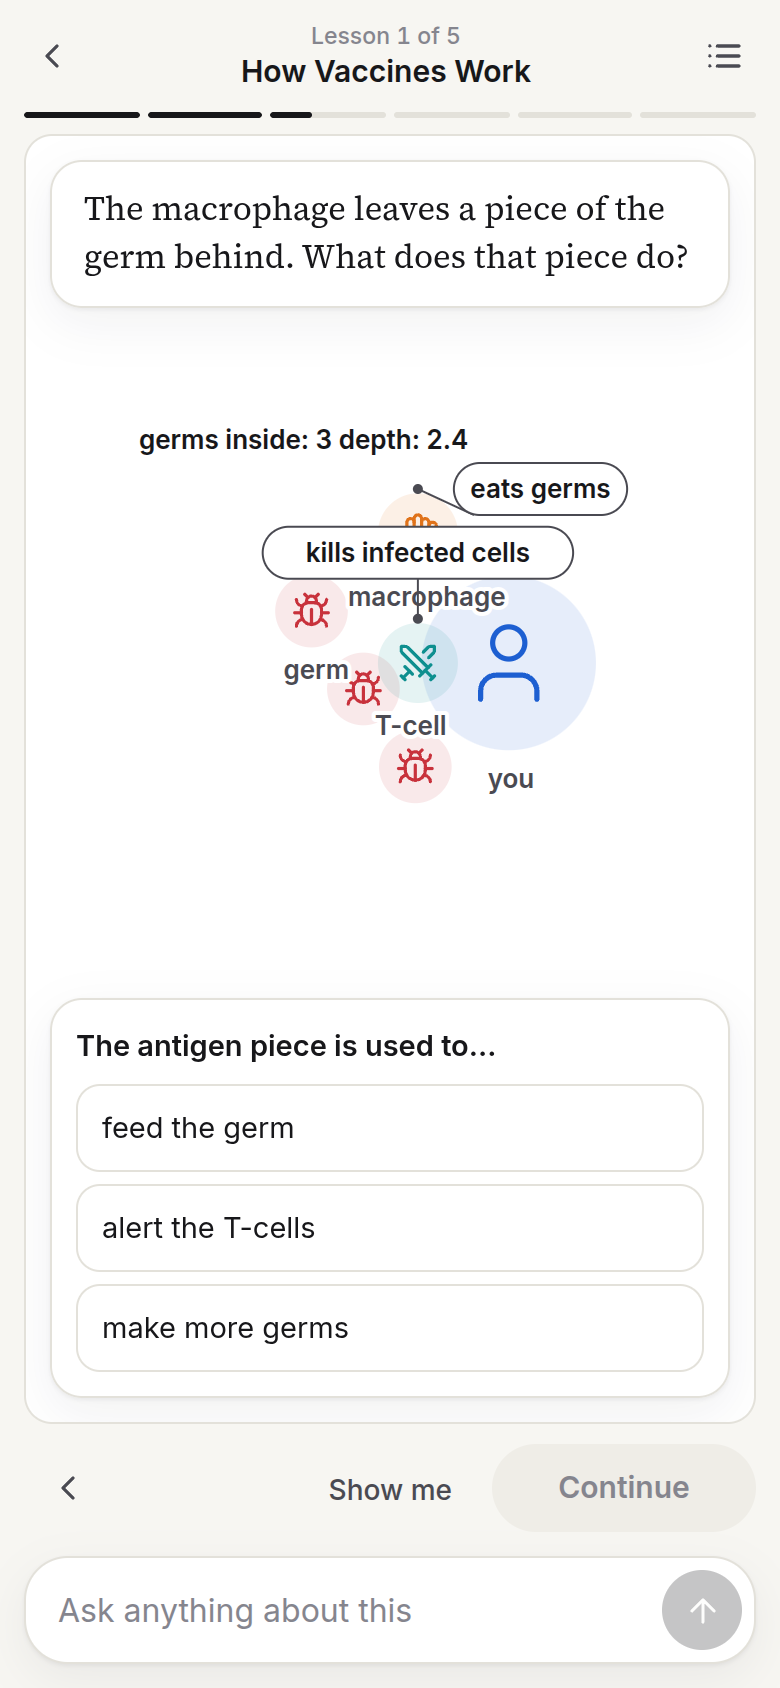 Lesson 1 of 5
How Vaccines Work
The macrophage leaves a piece of the
germ behind. What does that piece do?
germs inside: 3 depth: 2.4
eats germs
kills infected cells
macrophage
germ
T-cell
you
The antigen piece is used to...
feed the germ
alert the T-cells
make more germs
Show me
Continue
Ask anything about this